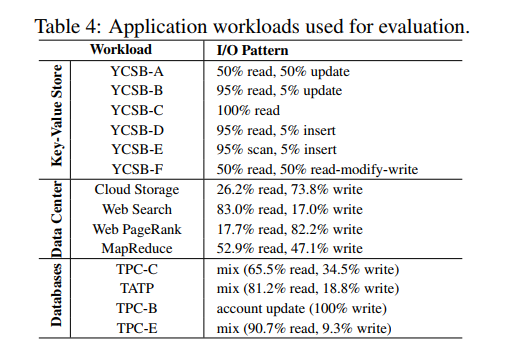 Table 4: Application workloads used for evaluation.
Workload I/O Pattern
Key-Value Store
YCSB-A 50% read, 50% update
YCSB-B 95% read, 5% update
YCSB-C 100% read
YCSB-D 95% read, 5% insert
YCSB-E 95% scan, 5% insert
YCSB-F 50% read, 50% read-modify-write
Data Center
Cloud Storage 26.2% read, 73.8% write
Web Search 83.0% read, 17.0% write
Web PageRank 17.7% read, 82.2% write
MapReduce 52.9% read, 47.1% write
Databases
TPC-C mix (65.5% read, 34.5% write)
TATP mix (81.2% read, 18.8% write)
TPC-B account update (100% write)
TPC-E mix (90.7% read, 9.3% write)